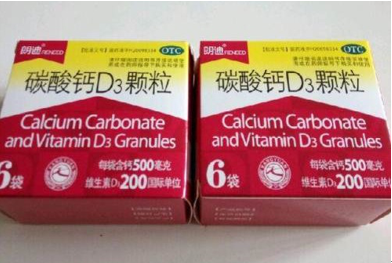 朗迪
OTC
碳酸钙D3颗粒
Calcium Carbonate
and Vitamin D3 Granules
6袋
每袋含钙500毫克
维生素D3 200国际单位
朗迪
OTC
碳酸钙D3颗粒
Calcium Carbonate
and Vitamin D3 Granules
6袋
每袋含钙500毫克
维生素D3 200国际单位